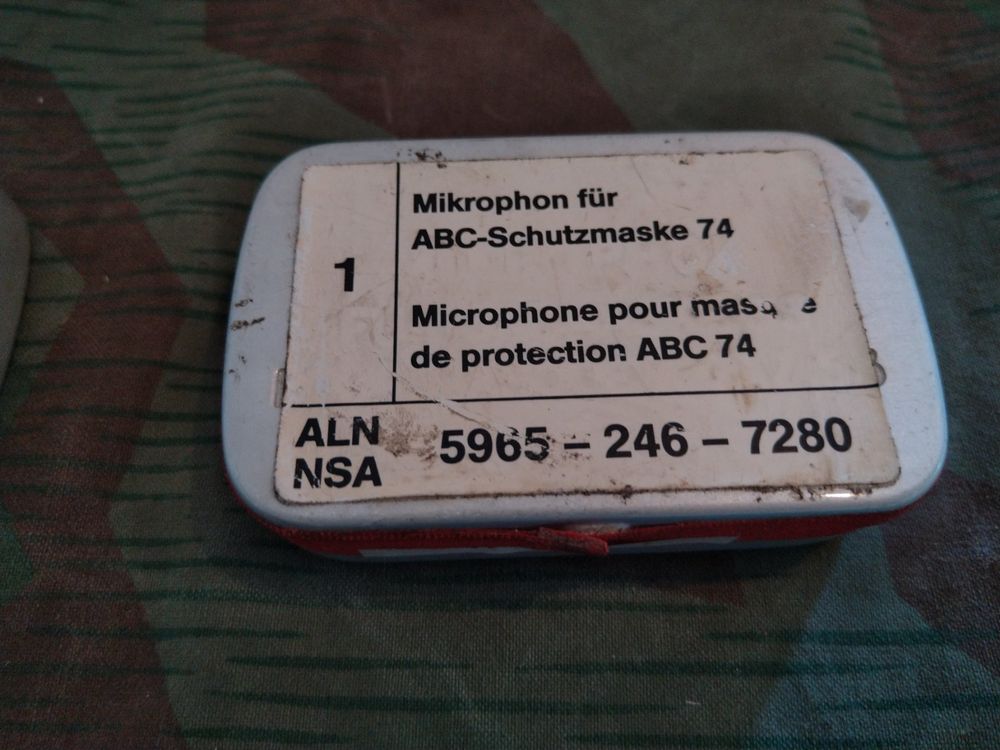 1
Mikrophon für
ABC-Schutzmaske 74
Microphone pour
de protection ABC 74
ALN
NSA
5965 – 246 – 7280